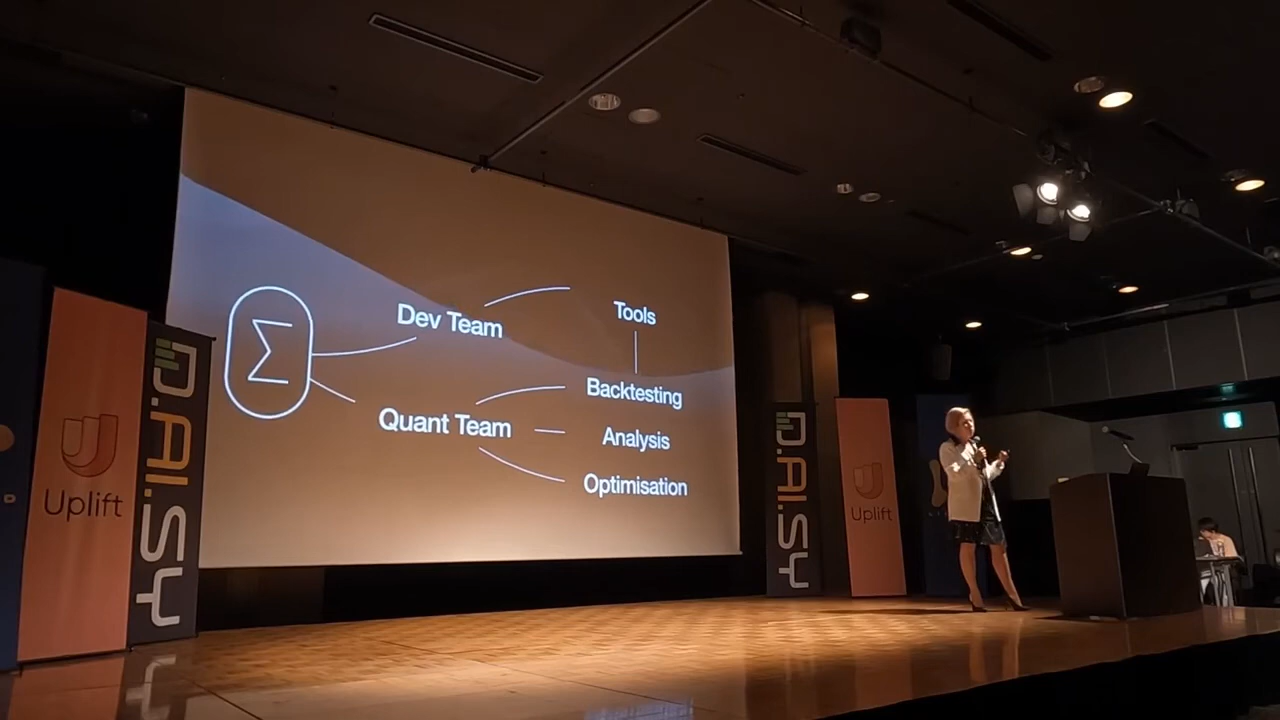 Σ
Dev Team
Tools
Quant Team
Backtesting
Analysis
Optimisation
Uplift
D.AI.SY
D.AI.SY
Uplift